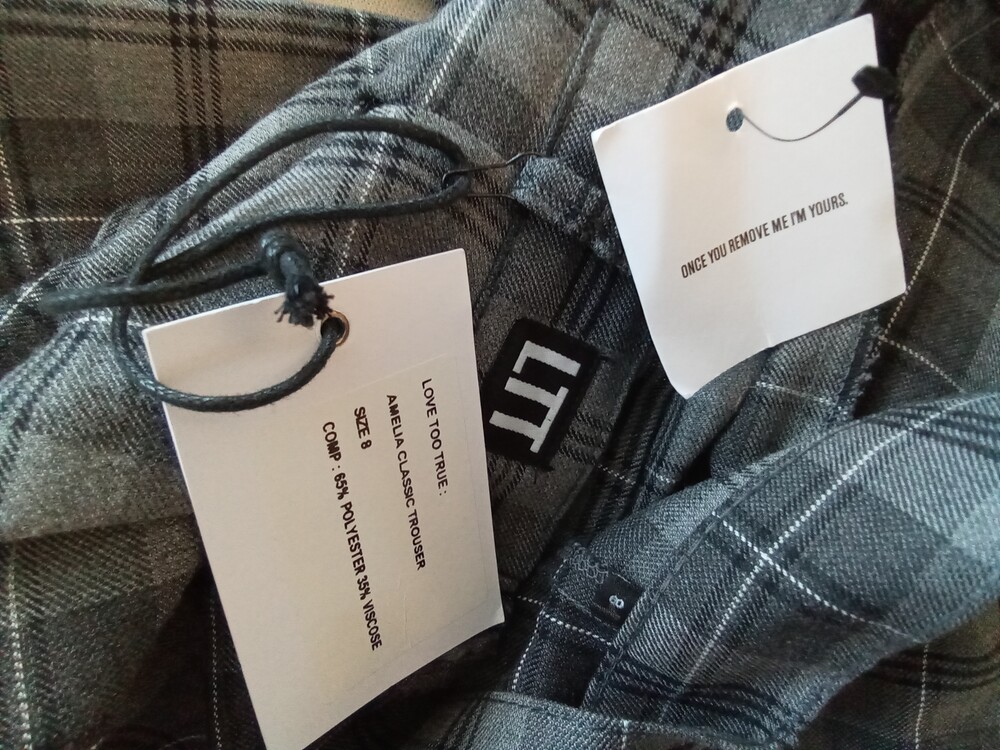 ONCE YOU REMOVE ME I'M YOURS.
LTT
LOVE TOO TRUE :
AMELIA CLASSIC TROUSER
SIZE 8
COMP : 65% POLYESTER 35% VISCOSE
8